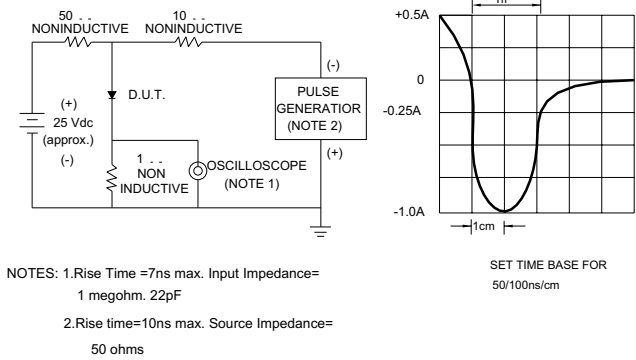 50 . .
NONINDUCTIVE
10 . .
NONINDUCTIVE
(+)
25 Vdc
(approx.)
(-)
D.U.T.
1 . .
NON
INDUCTIVE
OSCILLOSCOPE
(NOTE 1)
(-)
PULSE
GENERATIOR
(NOTE 2)
(+)
+0.5A
0
-0.25A
-1.0A
1cm
SET TIME BASE FOR
50/100ns/cm
NOTES: 1.Rise Time =7ns max. Input Impedance=
1 megohm. 22pF
2.Rise time=10ns max. Source Impedance=
50 ohms